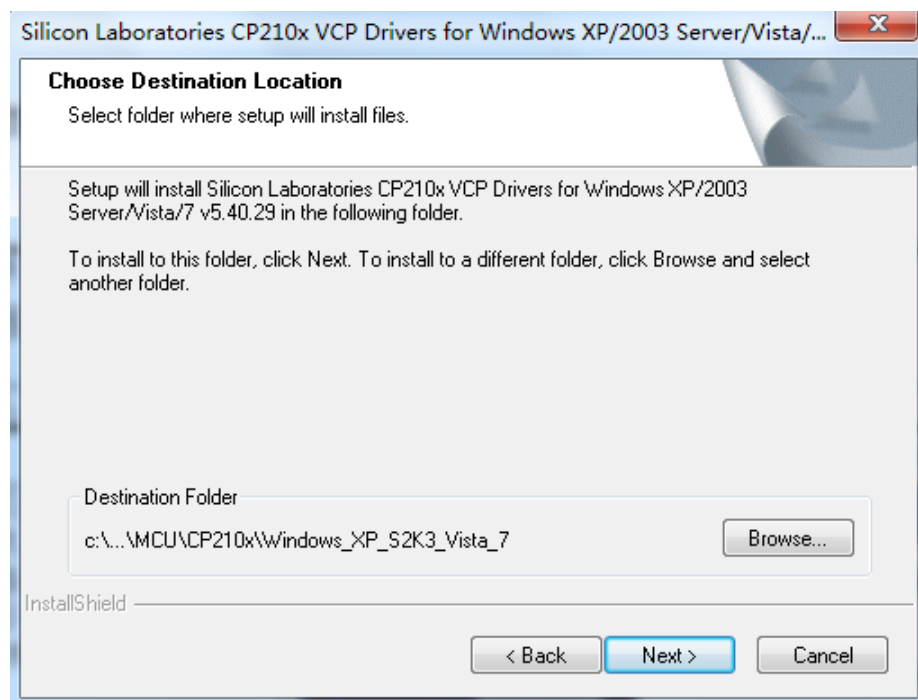 Silicon Laboratories CP210x VCP Drivers for Windows XP/2003 Server/Vista/...
Choose Destination Location
Select folder where setup will install files.
Setup will install Silicon Laboratories CP210x VCP Drivers for Windows XP/2003
Server/Vista/7 v5.40.29 in the following folder.
To install to this folder, click Next. To install to a different folder, click Browse and select
another folder.
Destination Folder
c:\...\MCU\CP210x\Windows_XP_S2K3_Vista_7
Browse...
InstallShield
< Back
Next >
Cancel